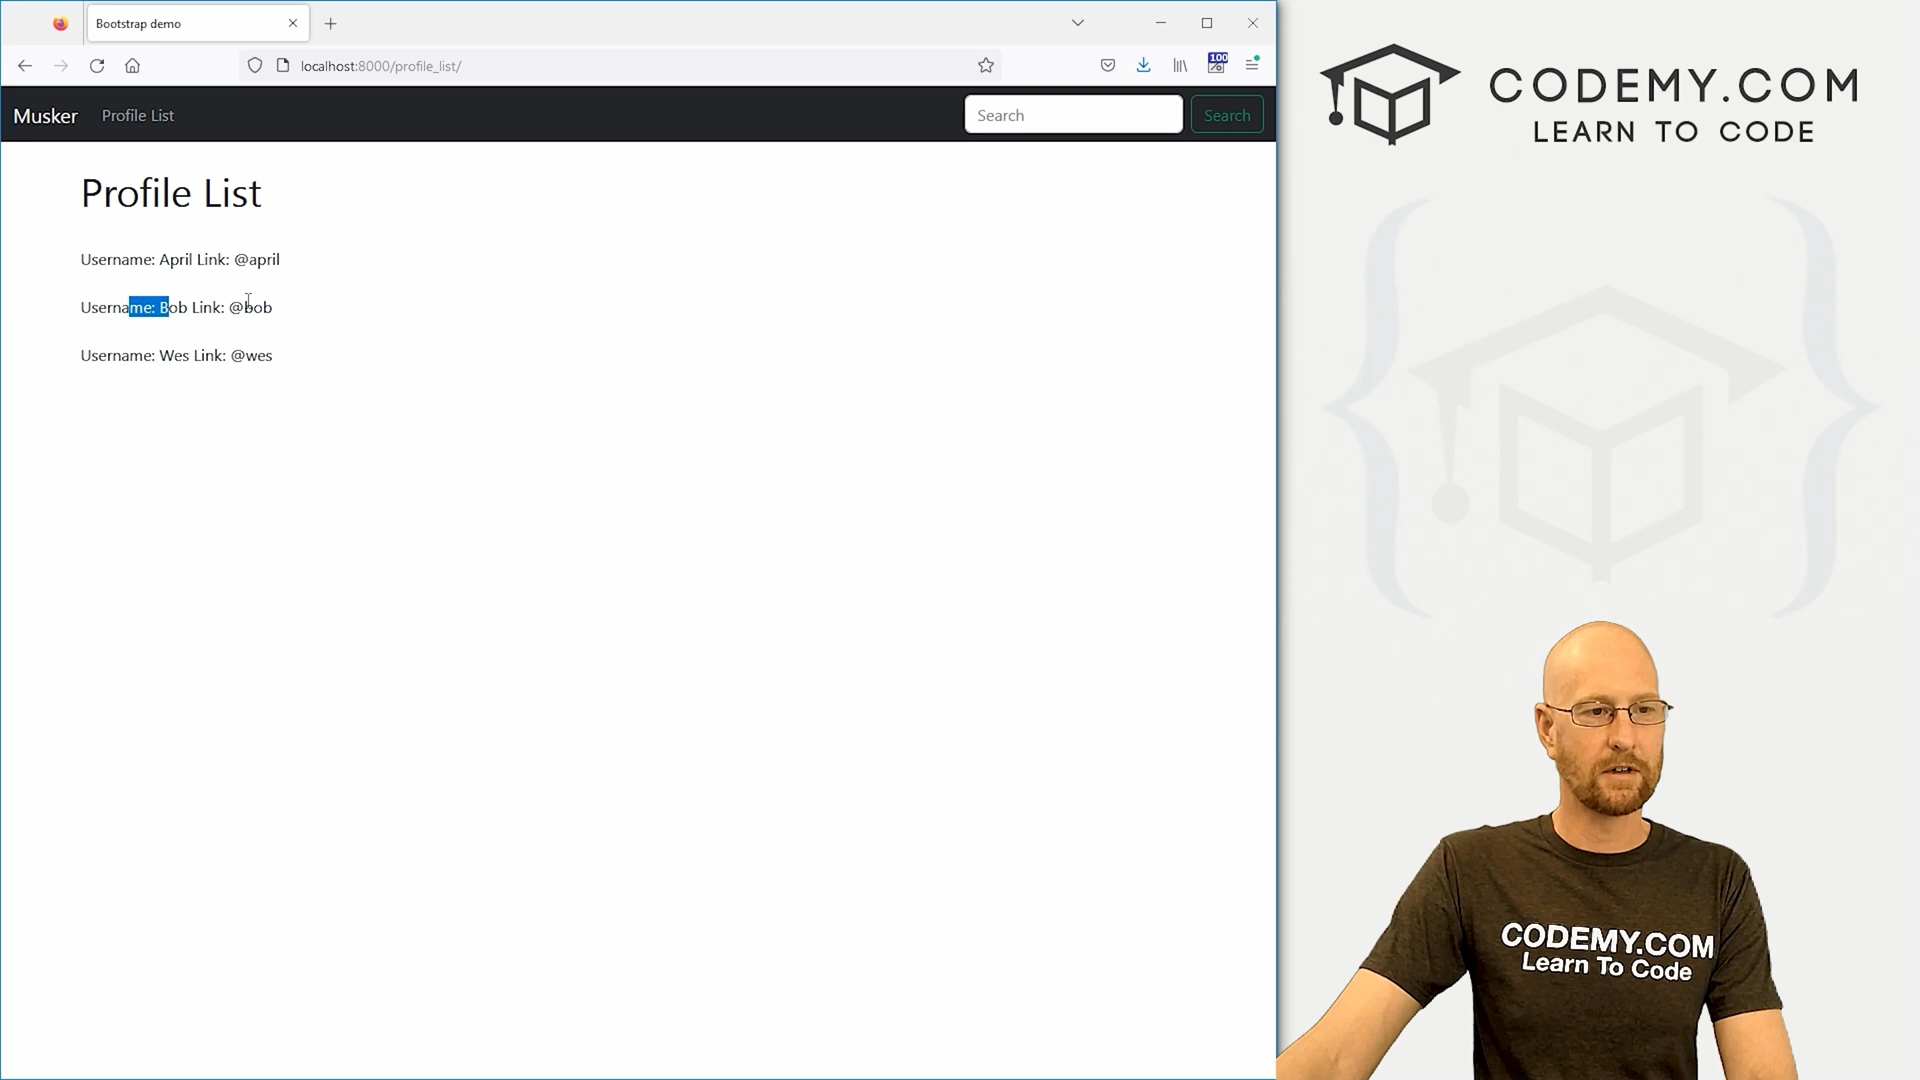 Bootstrap demo
localhost:8000/profile_list/
100
Musker Profile List
Search Search
Profile List
Username: April Link: @april
Username: Bob Link: @bob
Username: Wes Link: @wes
CODEMY.COM
LEARN TO CODE
CODEMY.COM
Learn To Code